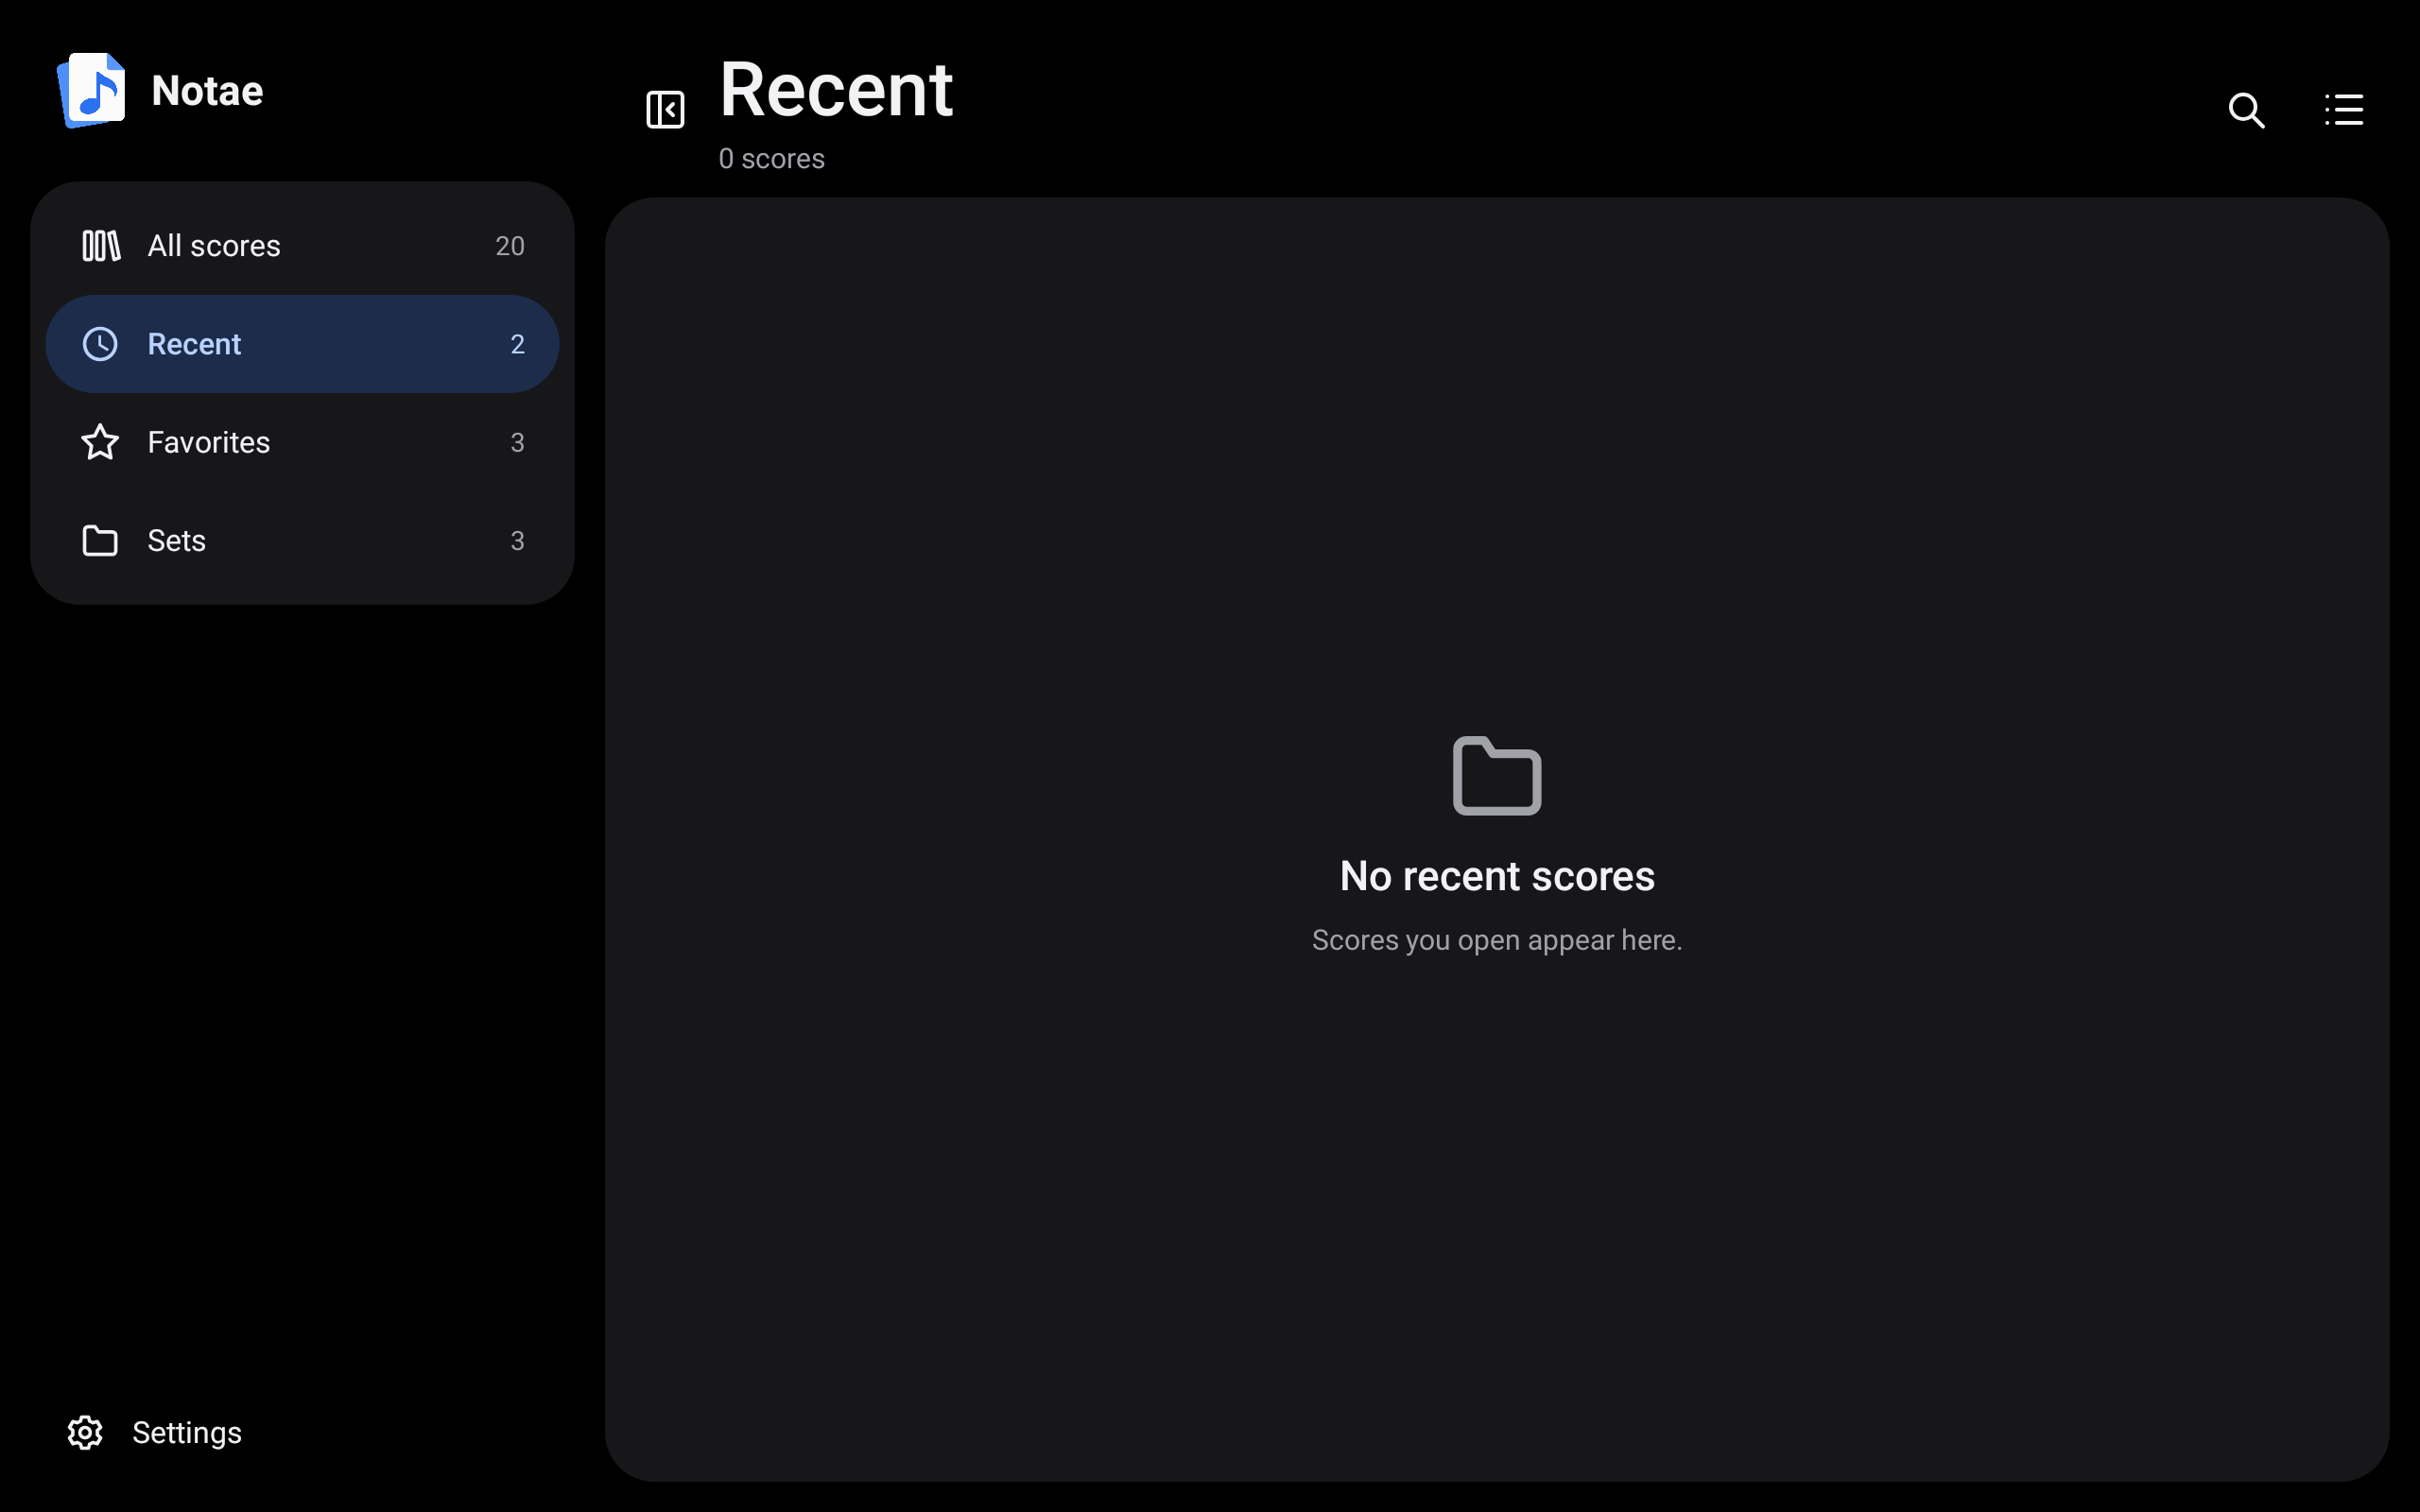 Notae
Recent
0 scores
All scores 20
Recent 2
Favorites 3
Sets 3
No recent scores
Scores you open appear here.
Settings